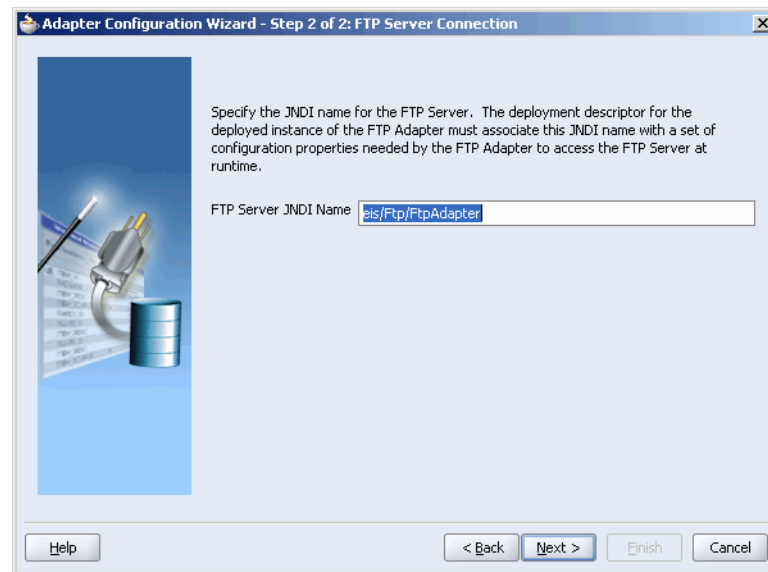 Adapter Configuration Wizard - Step 2 of 2: FTP Server Connection
Specify the JNDI name for the FTP Server. The deployment descriptor for the
deployed instance of the FTP Adapter must associate this JNDI name with a set of
configuration properties needed by the FTP Adapter to access the FTP Server at
runtime.
FTP Server JNDI Name eis/Ftp/FtpAdapter
Help < Back Next > Finish Cancel